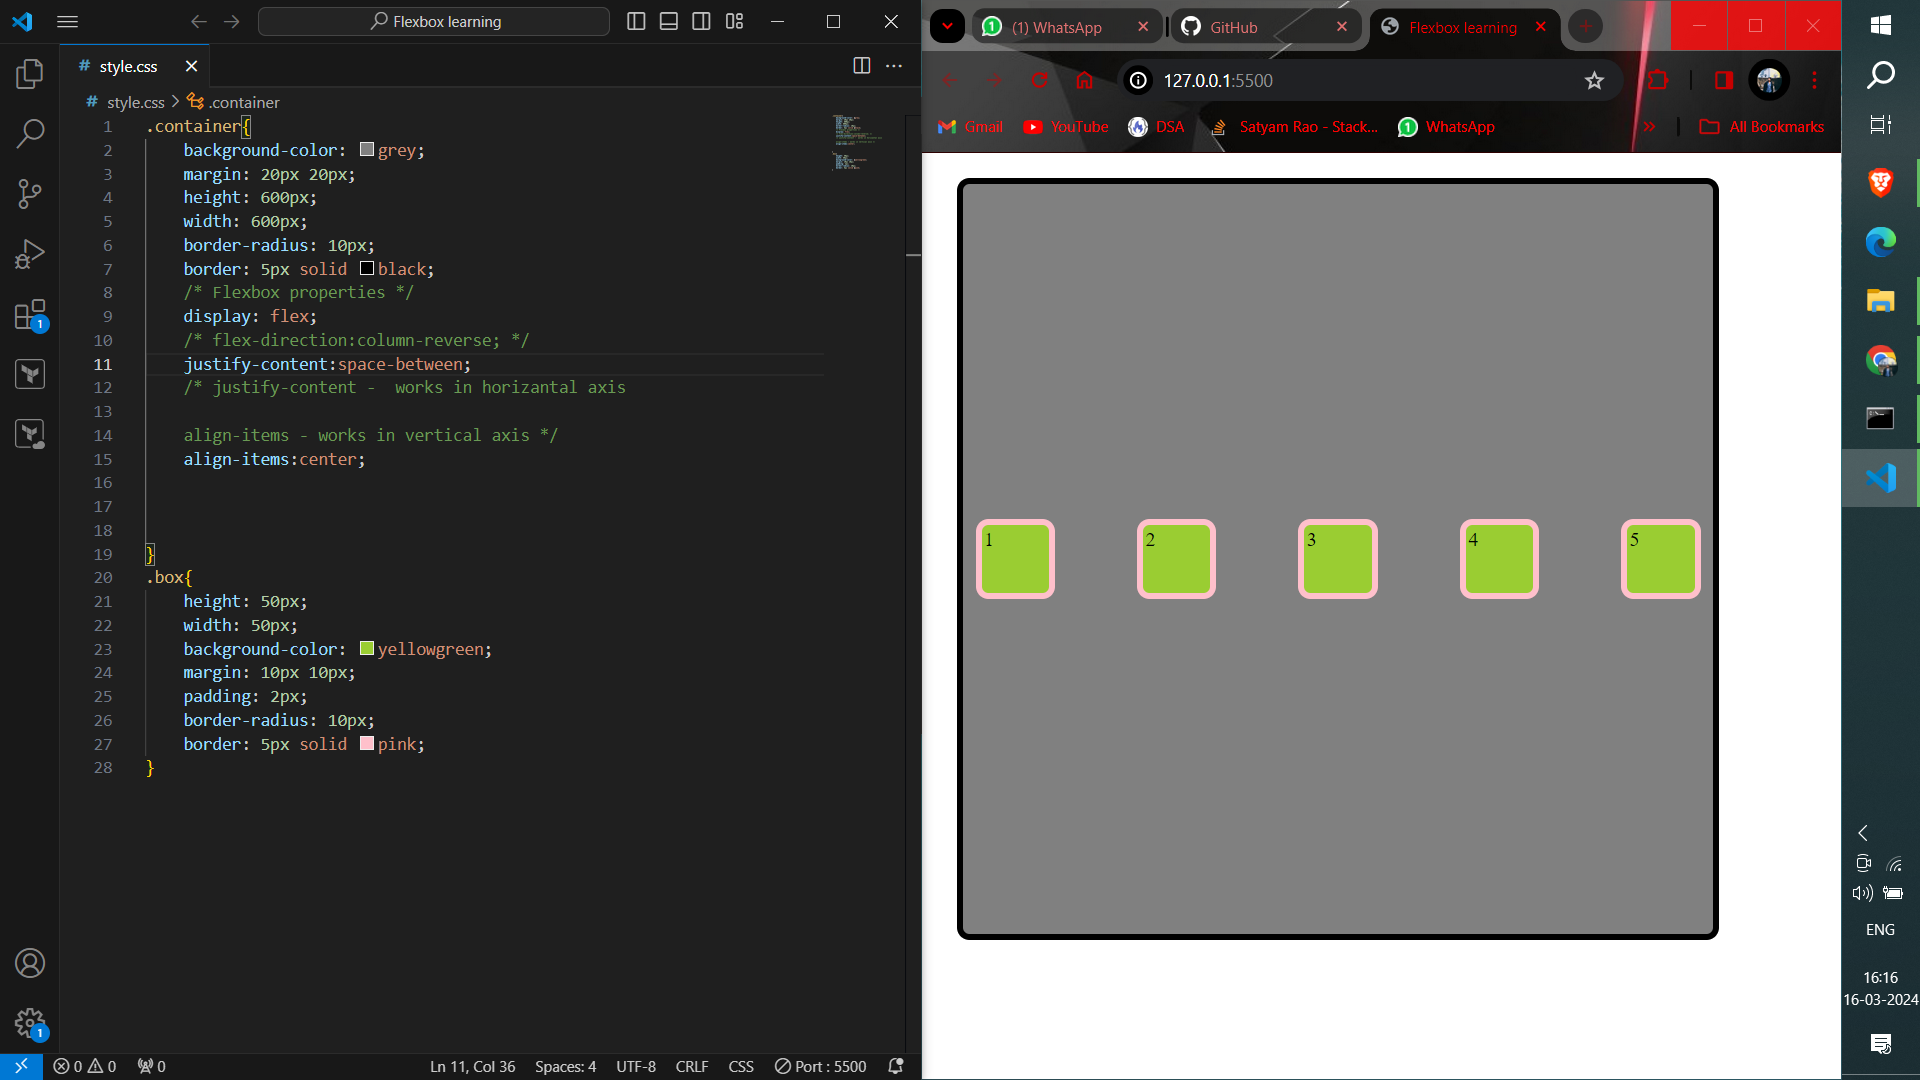 Flexbox learning
style.css
style.css > .container
1 .container{
2 background-color: grey;
3 margin: 20px 20px;
4 height: 600px;
5 width: 600px;
6 border-radius: 10px;
7 border: 5px solid black;
8 /* Flexbox properties */
9 display: flex;
10 /* flex-direction:column-reverse; */
11 justify-content:space-between;
12 /* justify-content -  works in horizantal axis
13
14 align-items - works in vertical axis */
15 align-items:center;
16
17
18
19 }
20 .box{
21 height: 50px;
22 width: 50px;
23 background-color: yellowgreen;
24 margin: 10px 10px;
25 padding: 2px;
26 border-radius: 10px;
27 border: 5px solid pink;
28 }
1
1
0 0 0 Ln 11, Col 36 Spaces: 4 UTF-8 CRLF CSS Port : 5500
(1) WhatsApp GitHub Flexbox learning
127.0.0.1:5500
Gmail YouTube DSA Satyam Rao - Stack... WhatsApp All Bookmarks
1 2 3 4 5
ENG
16:16
16-03-2024